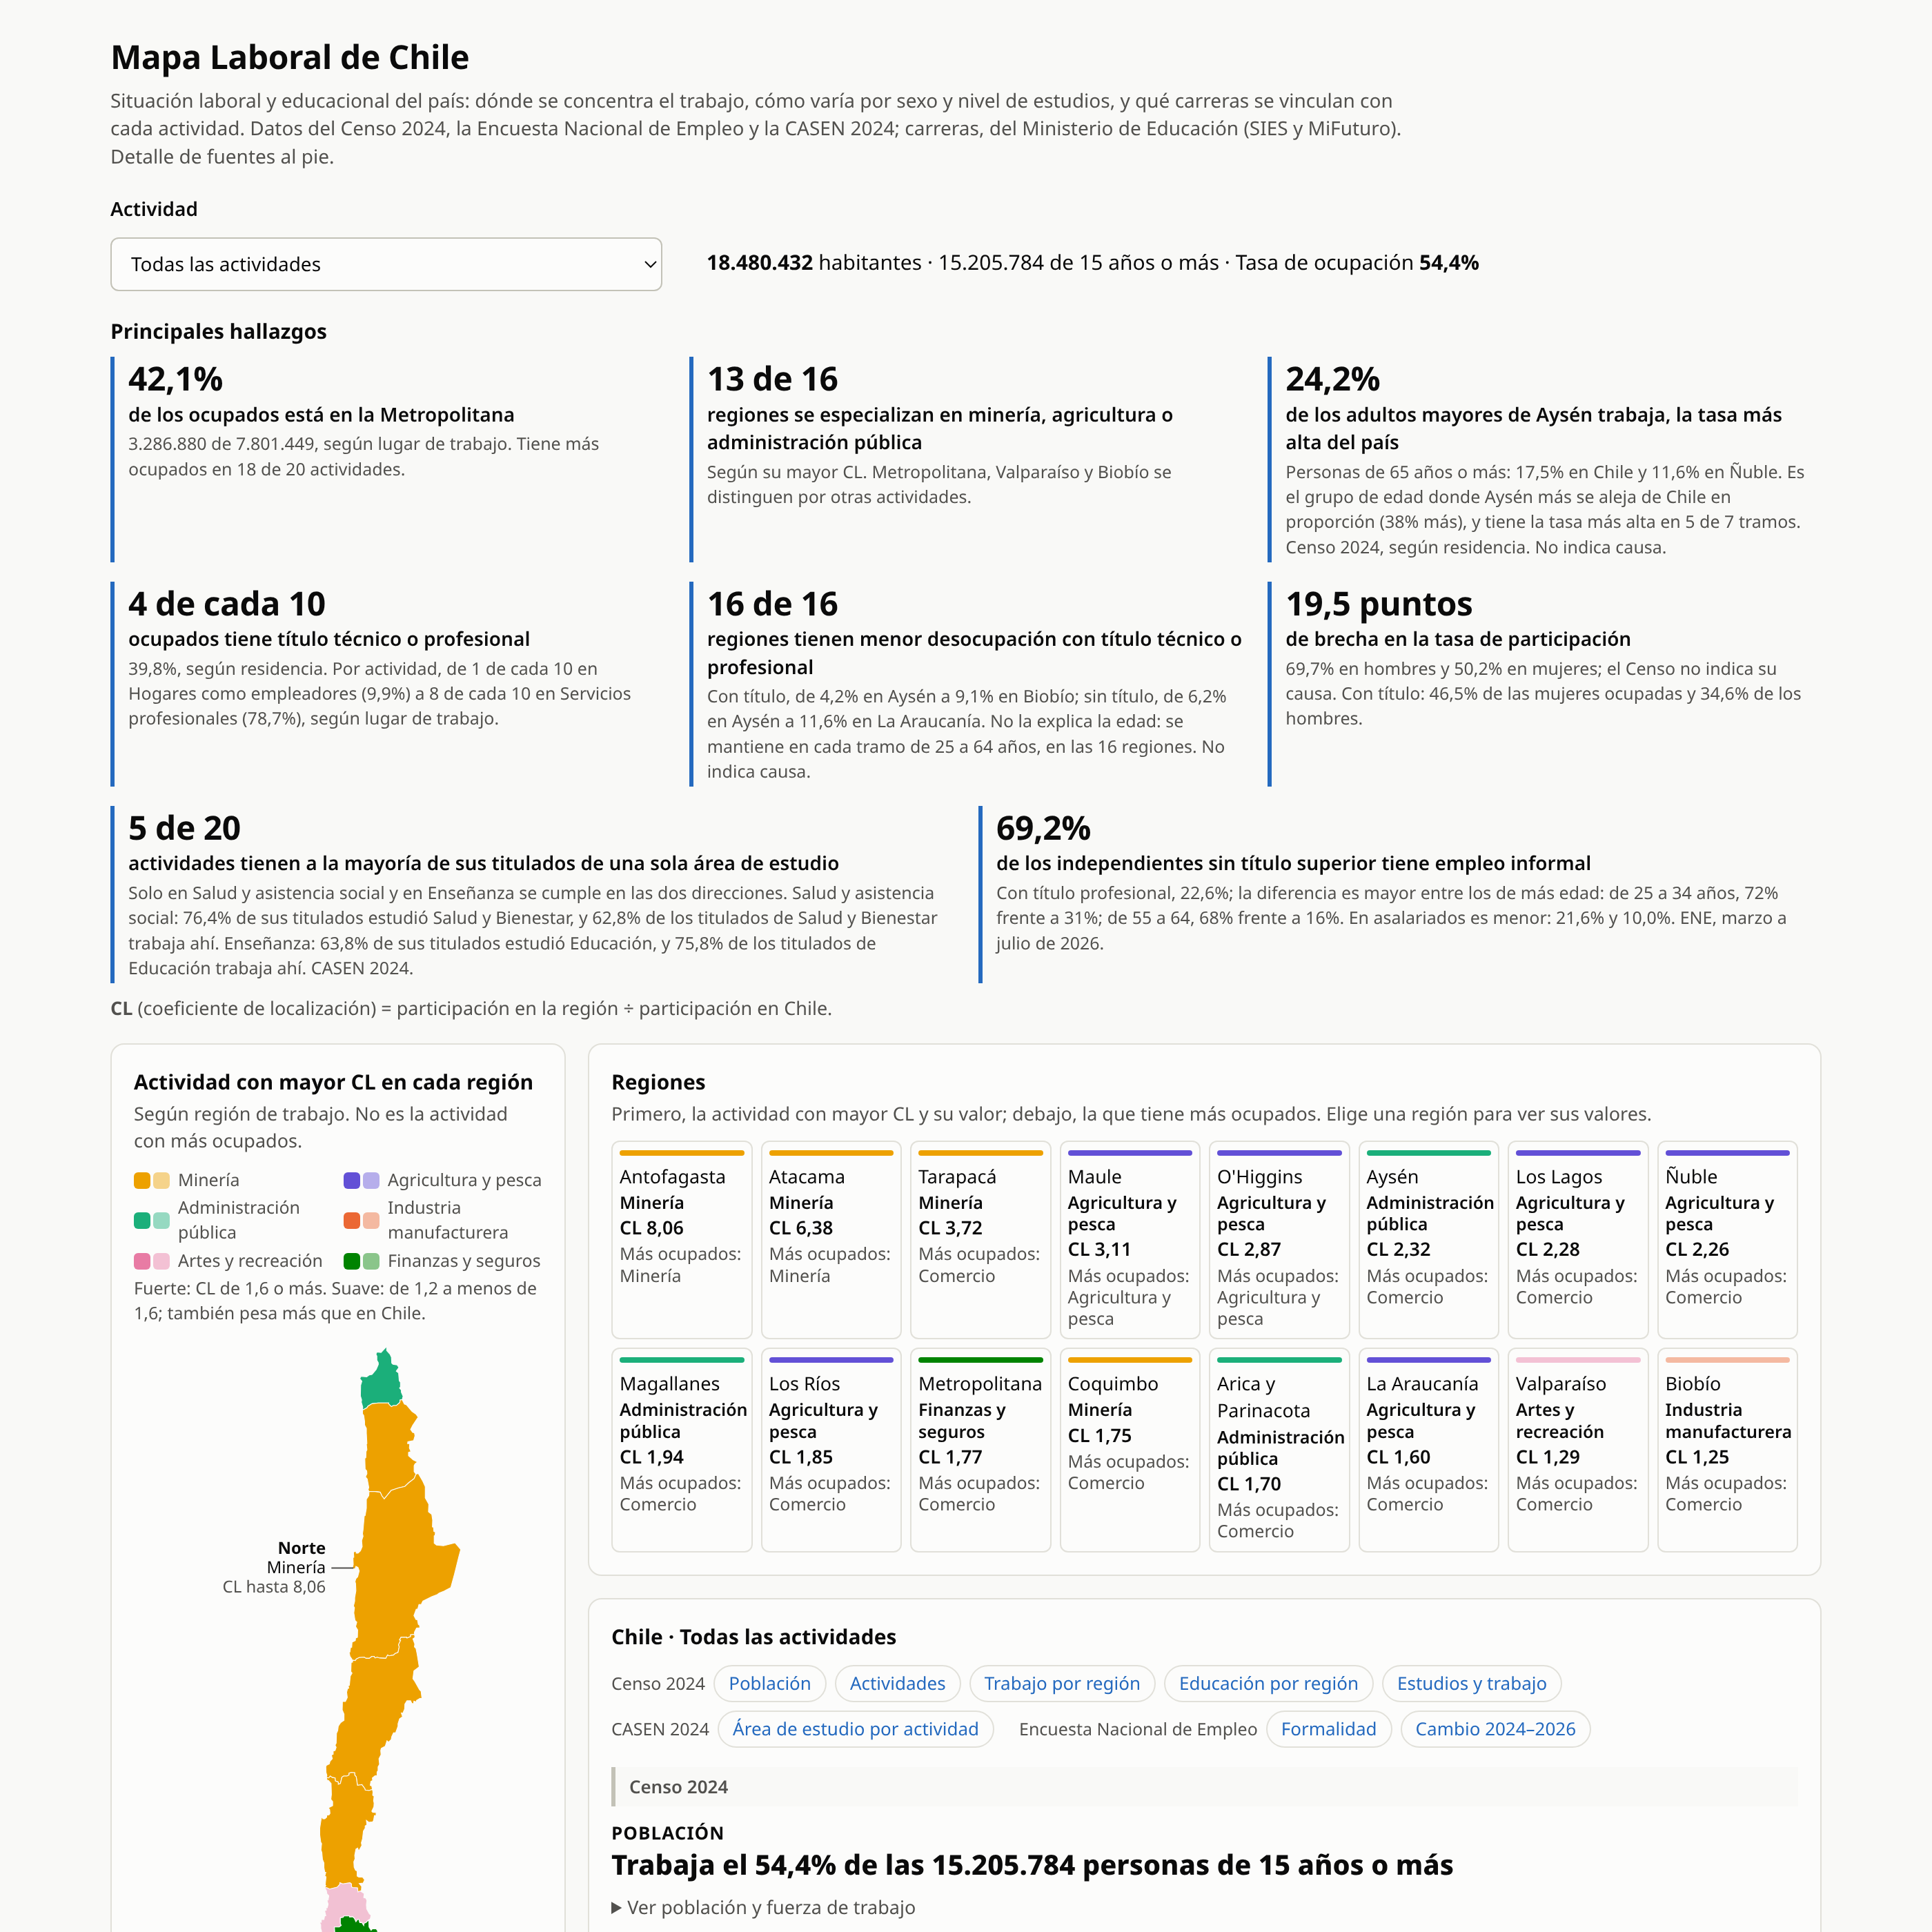 Mapa Laboral de Chile
Situación laboral y educacional del país: dónde se concentra el trabajo, cómo varía por sexo y nivel de estudios, y qué carreras se vinculan con
cada actividad. Datos del Censo 2024, la Encuesta Nacional de Empleo y la CASEN 2024; carreras, del Ministerio de Educación (SIES y MiFuturo).
Detalle de fuentes al pie.
Actividad
Todas las actividades
18.480.432 habitantes · 15.205.784 de 15 años o más · Tasa de ocupación 54,4%
Principales hallazgos
42,1%
de los ocupados está en la Metropolitana
3.286.880 de 7.801.449, según lugar de trabajo. Tiene más
ocupados en 18 de 20 actividades.
13 de 16
regiones se especializan en minería, agricultura o
administración pública
Según su mayor CL. Metropolitana, Valparaíso y Biobío se
distinguen por otras actividades.
24,2%
de los adultos mayores de Aysén trabaja, la tasa más
alta del país
Personas de 65 años o más: 17,5% en Chile y 11,6% en Ñuble. Es
el grupo de edad donde Aysén más se aleja de Chile en
proporción (38% más), y tiene la tasa más alta en 5 de 7 tramos.
Censo 2024, según residencia. No indica causa.
4 de cada 10
ocupados tiene título técnico o profesional
39,8%, según residencia. Por actividad, de 1 de cada 10 en
Hogares como empleadores (9,9%) a 8 de cada 10 en Servicios
profesionales (78,7%), según lugar de trabajo.
16 de 16
regiones tienen menor desocupación con título técnico o
profesional
Con título, de 4,2% en Aysén a 9,1% en Biobío; sin título, de 6,2%
en Aysén a 11,6% en La Araucanía. No la explica la edad: se
mantiene en cada tramo de 25 a 64 años, en las 16 regiones. No
indica causa.
19,5 puntos
de brecha en la tasa de participación
69,7% en hombres y 50,2% en mujeres; el Censo no indica su
causa. Con título: 46,5% de las mujeres ocupadas y 34,6% de los
hombres.
5 de 20
actividades tienen a la mayoría de sus titulados de una sola área de estudio
Solo en Salud y asistencia social y en Enseñanza se cumple en las dos direcciones. Salud y asistencia
social: 76,4% de sus titulados estudió Salud y Bienestar, y 62,8% de los titulados de Salud y Bienestar
trabaja ahí. Enseñanza: 63,8% de sus titulados estudió Educación, y 75,8% de los titulados de
Educación trabaja ahí. CASEN 2024.
69,2%
de los independientes sin título superior tiene empleo informal
Con título profesional, 22,6%; la diferencia es mayor entre los de más edad: de 25 a 34 años, 72%
frente a 31%; de 55 a 64, 68% frente a 16%. En asalariados es menor: 21,6% y 10,0%. ENE, marzo a
julio de 2026.
CL (coeficiente de localización) = participación en la región ÷ participación en Chile.
Actividad con mayor CL en cada región
Según región de trabajo. No es la actividad
con más ocupados.
Minería
Agricultura y pesca
Administración
pública
Industria
manufacturera
Artes y recreación
Finanzas y seguros
Fuerte: CL de 1,6 o más. Suave: de 1,2 a menos de
1,6; también pesa más que en Chile.
Norte
Minería
CL hasta 8,06
Regiones
Primero, la actividad con mayor CL y su valor; debajo, la que tiene más ocupados. Elige una región para ver sus valores.
Antofagasta
Minería
CL 8,06
Más ocupados:
Minería
Atacama
Minería
CL 6,38
Más ocupados:
Minería
Tarapacá
Minería
CL 3,72
Más ocupados:
Comercio
Maule
Agricultura y
pesca
CL 3,11
Más ocupados:
Agricultura y
pesca
O'Higgins
Agricultura y
pesca
CL 2,87
Más ocupados:
Agricultura y
pesca
Aysén
Administración
pública
CL 2,32
Más ocupados:
Comercio
Los Lagos
Agricultura y
pesca
CL 2,28
Más ocupados:
Comercio
Ñuble
Agricultura y
pesca
CL 2,26
Más ocupados:
Comercio
Magallanes
Administración
pública
CL 1,94
Más ocupados:
Comercio
Los Ríos
Agricultura y
pesca
CL 1,85
Más ocupados:
Comercio
Metropolitana
Finanzas y
seguros
CL 1,77
Más ocupados:
Comercio
Coquimbo
Minería
CL 1,75
Más ocupados:
Comercio
Arica y
Parinacota
Administración
pública
CL 1,70
Más ocupados:
Comercio
La Araucanía
Agricultura y
pesca
CL 1,60
Más ocupados:
Comercio
Valparaíso
Artes y
recreación
CL 1,29
Más ocupados:
Comercio
Biobío
Industria
manufacturera
CL 1,25
Más ocupados:
Comercio
Chile · Todas las actividades
Censo 2024 Población Actividades Trabajo por región Educación por región Estudios y trabajo
CASEN 2024 Área de estudio por actividad Encuesta Nacional de Empleo Formalidad Cambio 2024–2026
Censo 2024
POBLACIÓN
Trabaja el 54,4% de las 15.205.784 personas de 15 años o más
Ver población y fuerza de trabajo